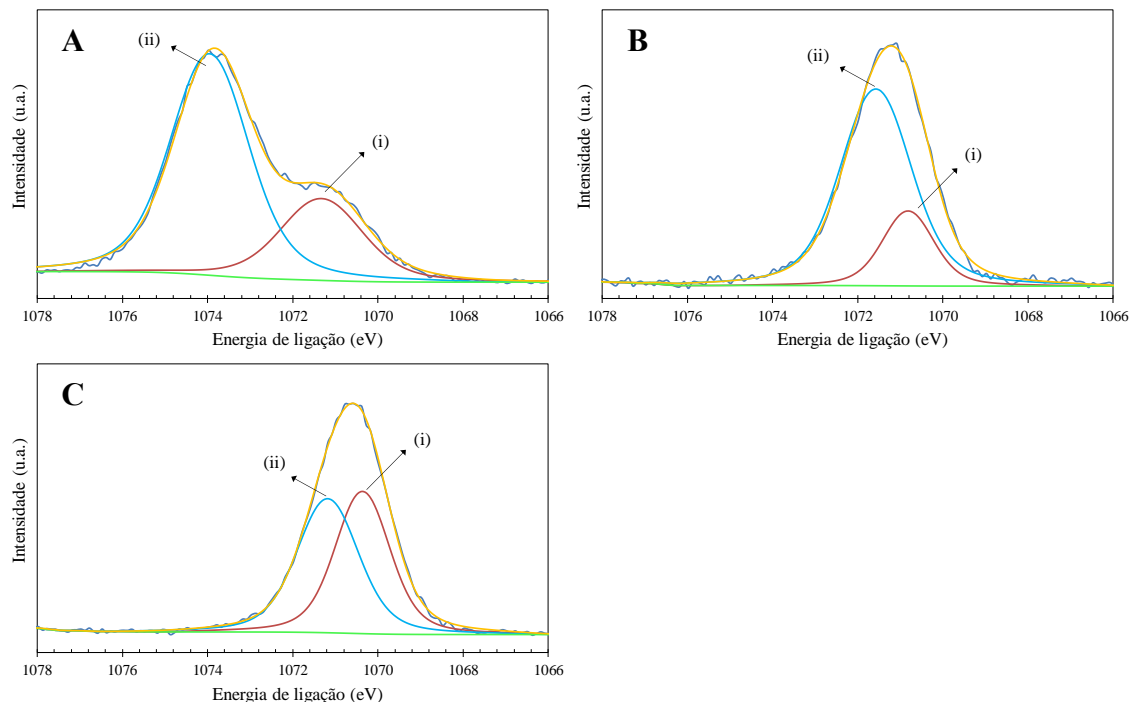 A
(ii)
(i)
Intensidade (u.a.)
1078 1076 1074 1072 1070 1068 1066
Energia de ligação (eV)
B
(ii)
(i)
Intensidade (u.a.)
1078 1076 1074 1072 1070 1068 1066
Energia de ligação (eV)
C
(i)
(ii)
Intensidade (u.a.)
1078 1076 1074 1072 1070 1068 1066
Energia de ligação (eV)